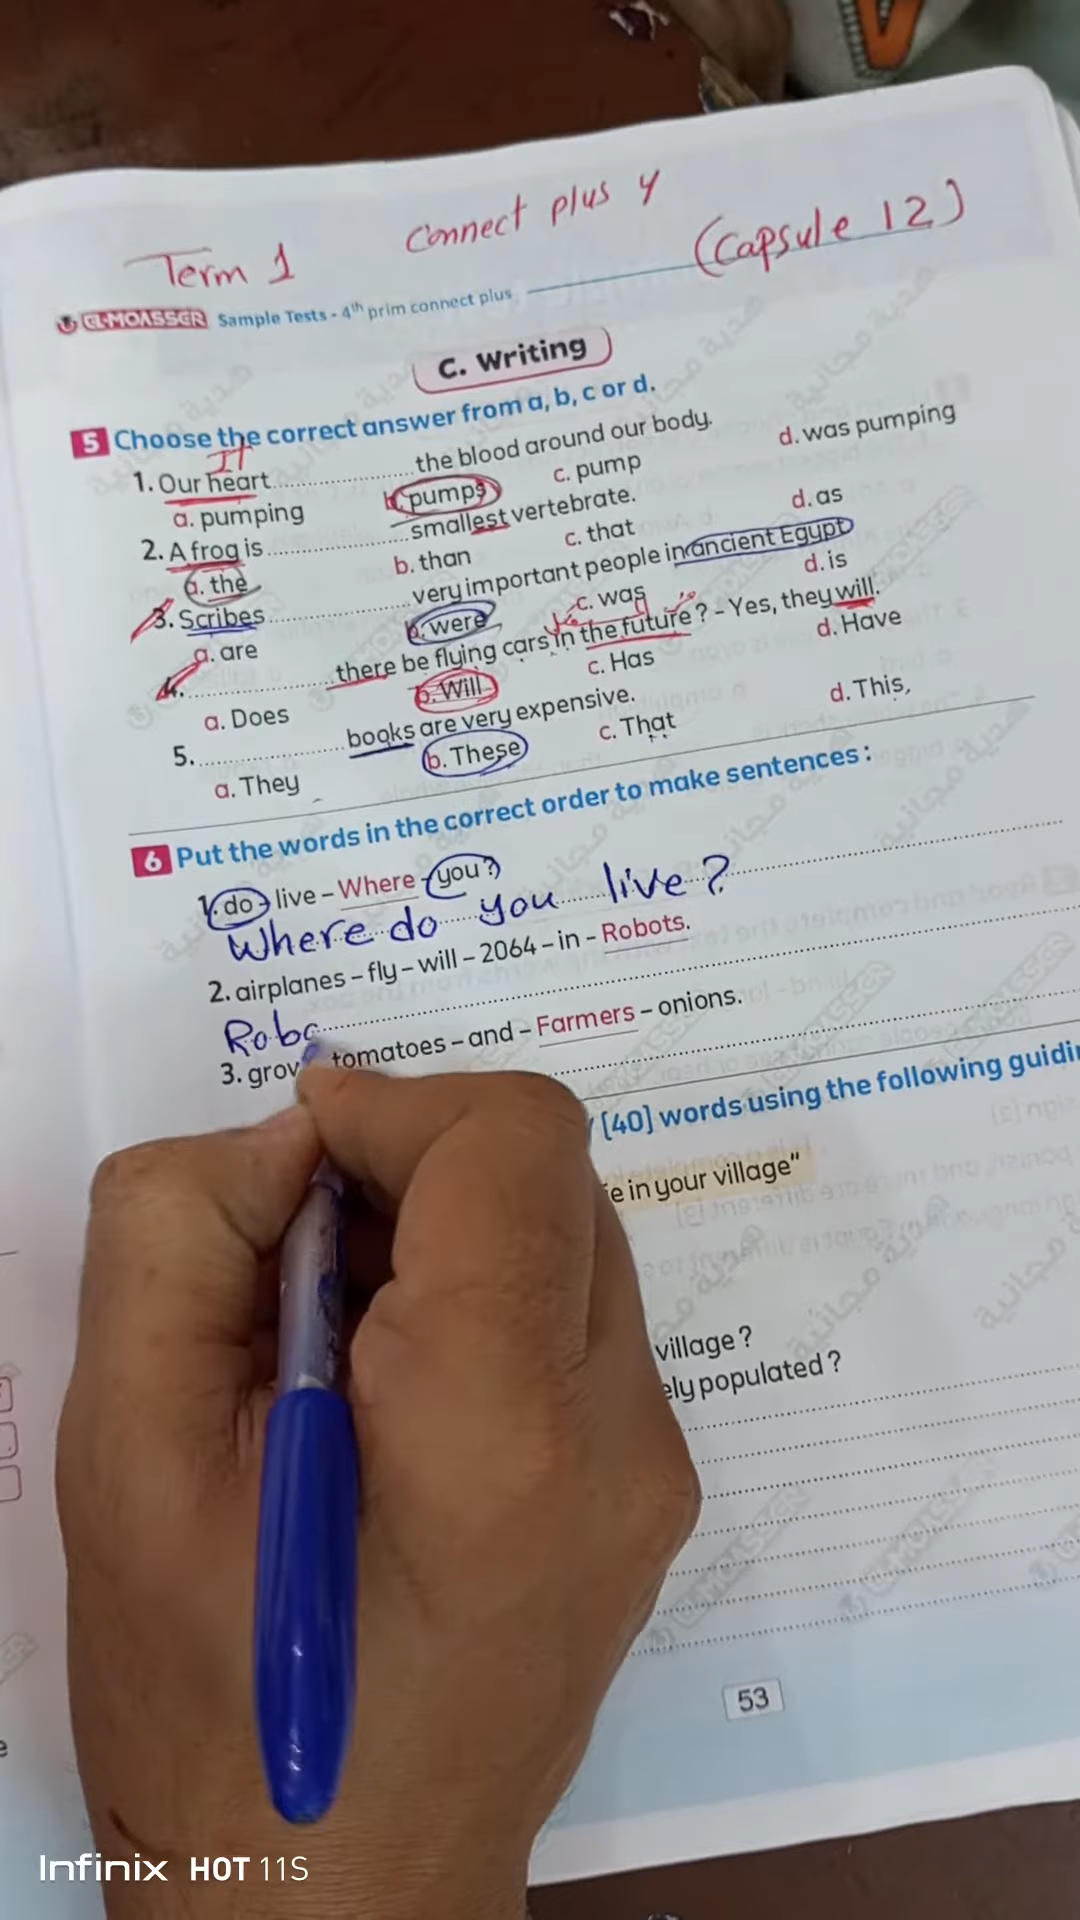 Term 1 Connect plus 4 (Capsule 12)
EL-MOASSER Sample Tests - 4th prim connect plus
C. Writing
5 Choose the correct answer from a, b, c or d.
It
1. Our heart ............ the blood around our body.
a. pumping b. pumps c. pump d. was pumping
2. A frog is ............ smallest vertebrate.
a. the b. than c. that d. as
3. Scribes ............ very important people in ancient Egypt
a. are b. were c. was d. is
4. ............ there be flying cars in the future? - Yes, they will.
a. Does b. Will c. Has d. Have
5. ............ books are very expensive.
a. They b. These c. That d. This,
6 Put the words in the correct order to make sentences :
1. do - live - Where - you?
Where do you live?
2. airplanes - fly - will - 2064 - in - Robots.
Robo
3. grow tomatoes - and - Farmers - onions.
[40] words using the following guidi
e in your village"
village ?
ely populated ?
53
Infinix HOT 11S